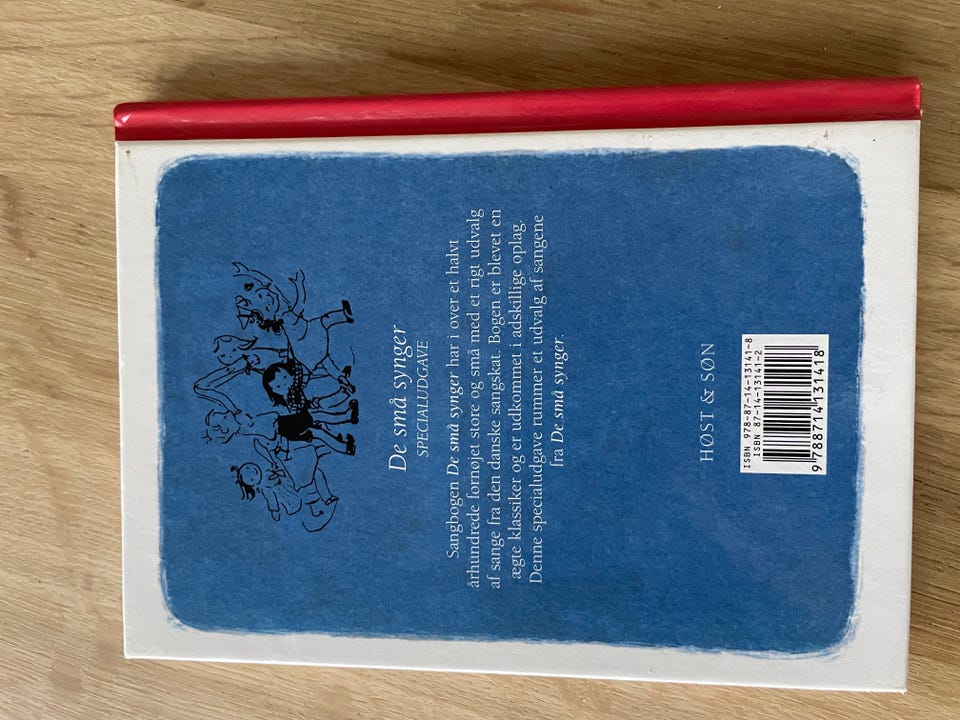 De små synger
SPECIALUDGAVE
Sangbogen De små synger har i over et halvt
århundrede fornøjet store og små med et rigt udvalg
af sange fra den danske sangskat. Bogen er blevet en
ægte klassiker og er udkommet i adskillige oplag.
Denne specialudgave rummer et udvalg af sangene
fra De små synger.
HØST & SØN
ISBN 978-87-14-13141-8
ISBN 87-14-13141-2
9788714131418